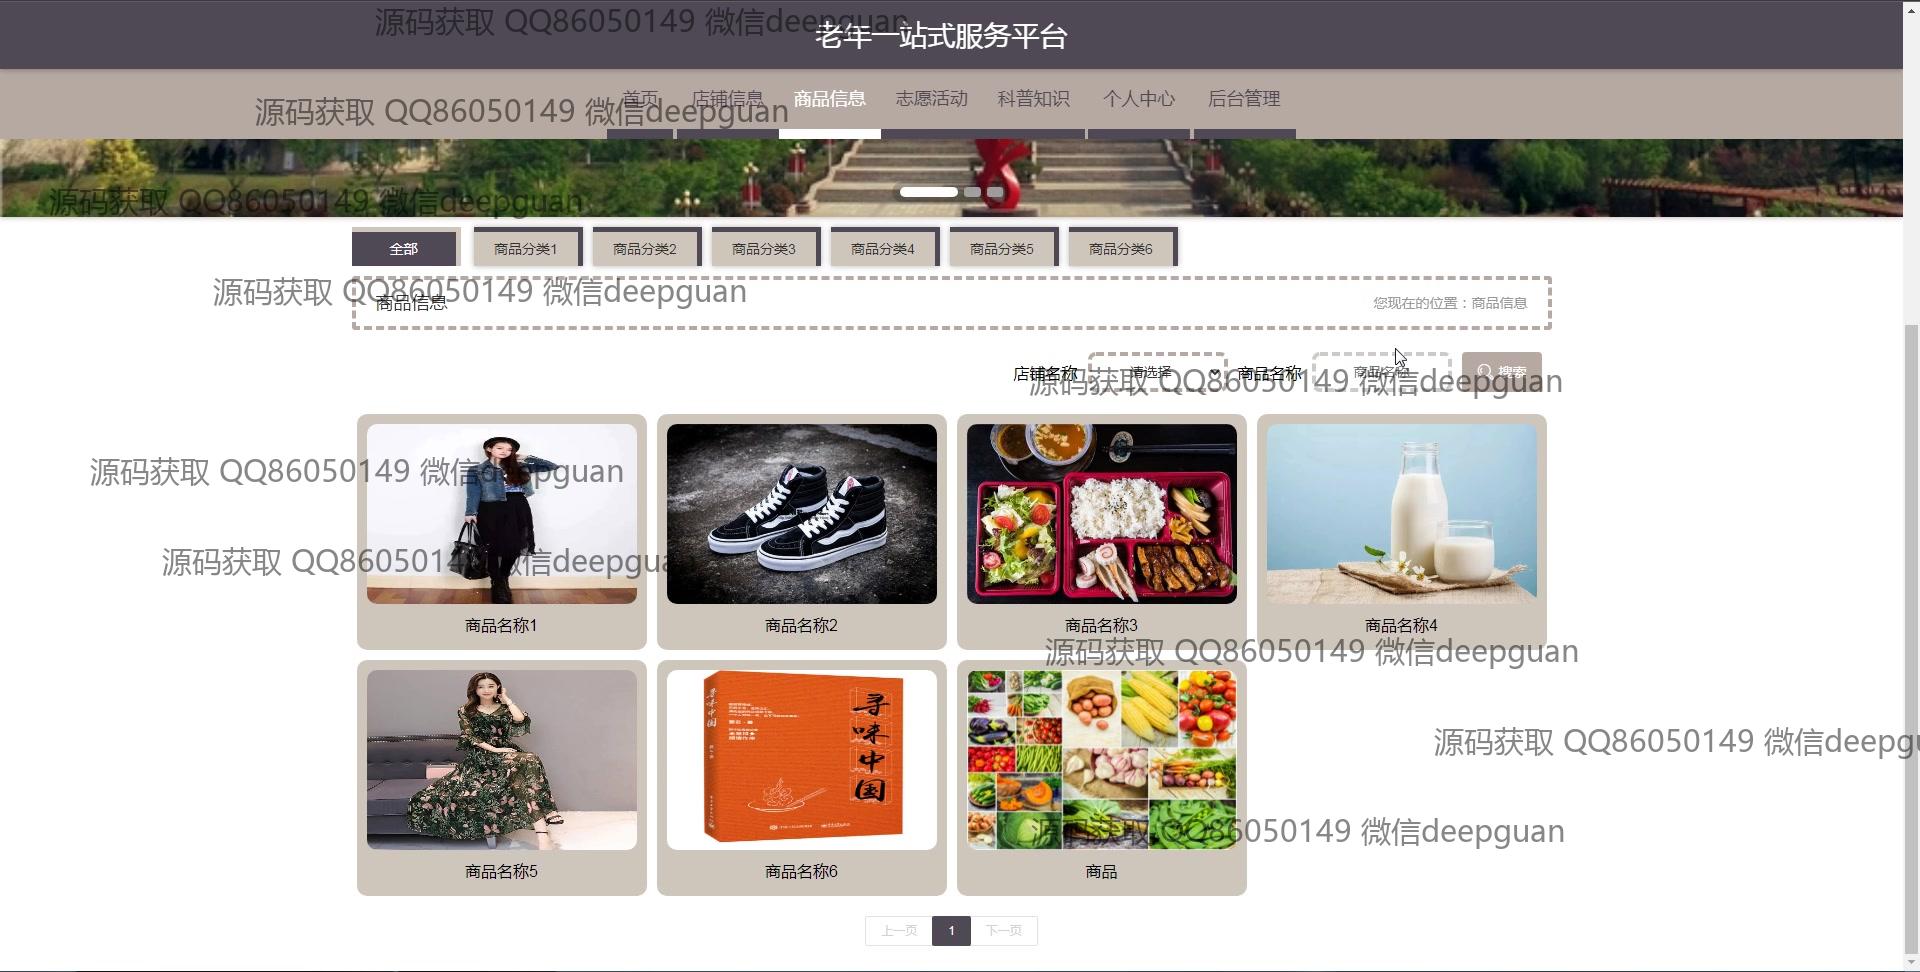 源码获取 QQ86050149 微信deepguan
老年一站式服务平台
首页 店铺信息 商品信息 志愿活动 科普知识 个人中心 后台管理
源码获取 QQ86050149 微信deepguan
源码获取 QQ86050149 微信deepguan
全部 商品分类1 商品分类2 商品分类3 商品分类4 商品分类5 商品分类6
源码获取 QQ86050149 微信deepguan
商品信息 您现在的位置：商品信息
店铺名称 请选择 商品名称 商品名称 搜索
源码获取 QQ86050149 微信deepguan
源码获取 QQ86050149 微信deepguan
源码获取 QQ86050149 微信deepgua
商品名称1 商品名称2 商品名称3 商品名称4
源码获取 QQ86050149 微信deepguan
寻味中国
寻味中国
源码获取 QQ86050149 微信deepgu
源码获取 QQ86050149 微信deepguan
商品名称5 商品名称6 商品
上一页 1 下一页